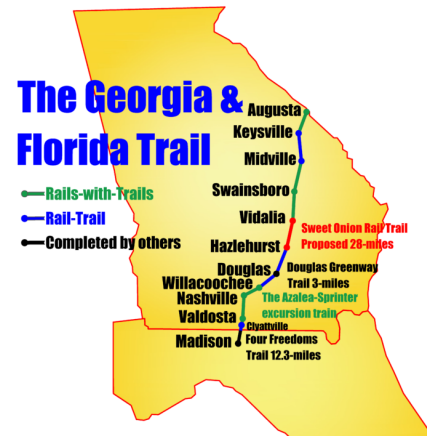 The Georgia &
Florida Trail
Rails-with-Trails
Rail-Trail
Completed by others
Augusta
Keysville
Midville
Swainsboro
Vidalia
Sweet Onion Rail Trail
Proposed 28-miles
Hazlehurst
Douglas
Douglas Greenway
Trail 3-miles
Willacoochee
Nashville
The Azalea-Sprinter
excursion train
Valdosta
Clyattville
Madison
Four Freedoms
Trail 12.3-miles